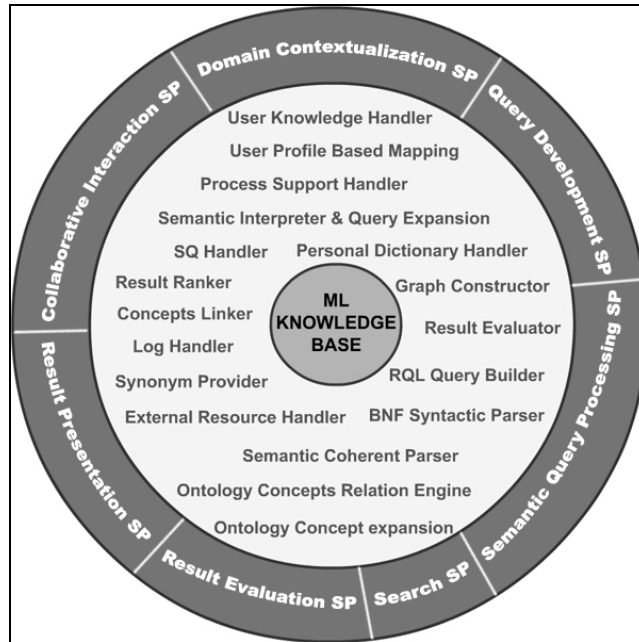 Domain Contextualization SP
Query Development SP
Semantic Query Processing SP
Search SP
Result Evaluation SP
Result Presentation SP
Collaborative Interaction SP
User Knowledge Handler
User Profile Based Mapping
Process Support Handler
Semantic Interpreter & Query Expansion
SQ Handler
Personal Dictionary Handler
Result Ranker
Graph Constructor
Concepts Linker
Result Evaluator
Log Handler
Synonym Provider
RQL Query Builder
External Resource Handler
BNF Syntactic Parser
Semantic Coherent Parser
Ontology Concepts Relation Engine
Ontology Concept expansion
ML
KNOWLEDGE
BASE